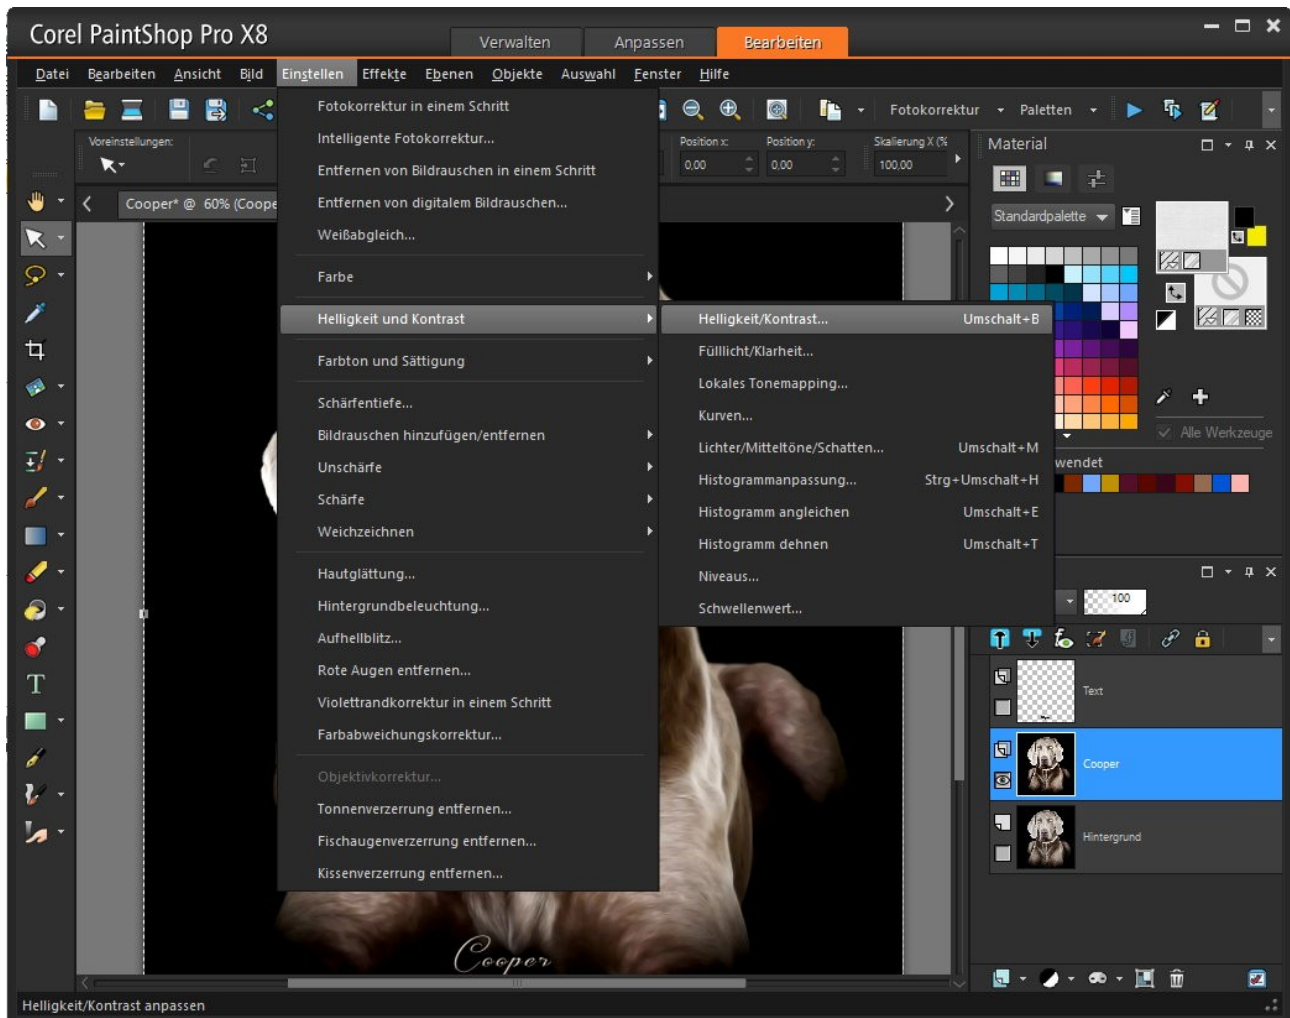 Corel PaintShop Pro X8
Verwalten Anpassen Bearbeiten
Datei Bearbeiten Ansicht Bild Einstellen Effekte Ebenen Objekte Auswahl Fenster Hilfe
Fotokorrektur Paletten
Voreinstellungen: Position x: Position y: Skalierung X (%
0,00 0,00 100,00
Cooper* @ 60% (Coope
Fotokorrektur in einem Schritt
Intelligente Fotokorrektur...
Entfernen von Bildrauschen in einem Schritt
Entfernen von digitalem Bildrauschen...
Weißabgleich...
Farbe
Helligkeit und Kontrast
Farbton und Sättigung
Schärfentiefe...
Bildrauschen hinzufügen/entfernen
Unschärfe
Schärfe
Weichzeichnen
Hautglättung...
Hintergrundbeleuchtung...
Aufhellblitz...
Rote Augen entfernen...
Violettrandkorrektur in einem Schritt
Farbabweichungskorrektur...
Objektivkorrektur...
Tonnenverzerrung entfernen...
Fischaugenverzerrung entfernen...
Kissenverzerrung entfernen...
Helligkeit/Kontrast... Umschalt+B
Fülllicht/Klarheit...
Lokales Tonemapping...
Kurven...
Lichter/Mitteltöne/Schatten... Umschalt+M
Histogrammanpassung... Strg+Umschalt+H
Histogramm angleichen Umschalt+E
Histogramm dehnen Umschalt+T
Niveaus...
Schwellenwert...
Material
Standardpalette
Alle Werkzeuge
wendet
100
Text
Cooper
Hintergrund
T
Cooper
Helligkeit/Kontrast anpassen